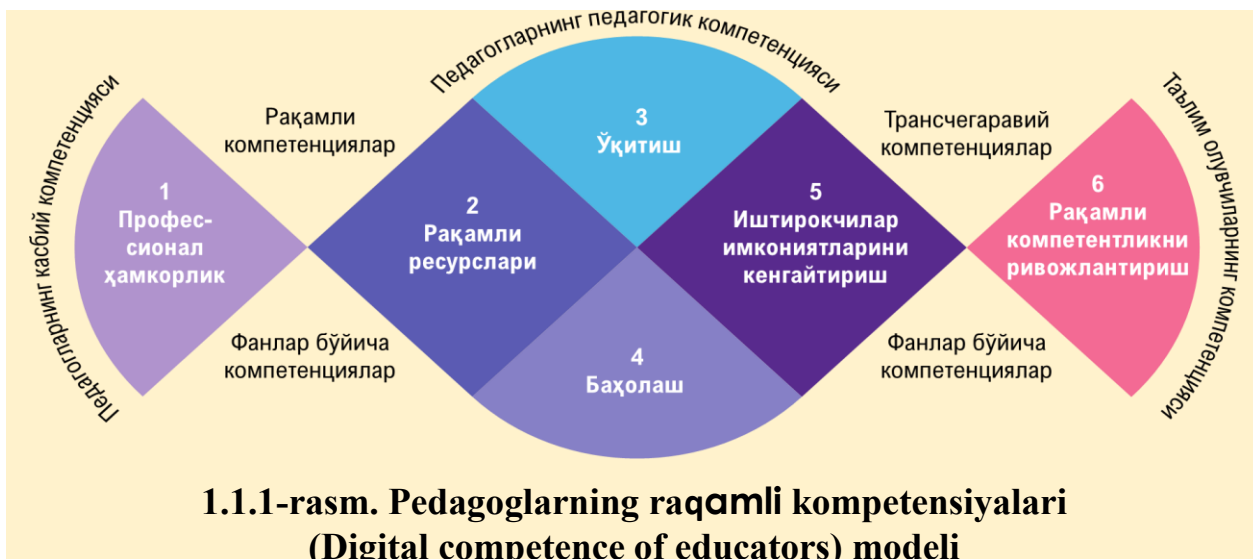 Педагогларнинг педагогик компетенцияси
Педагогларнинг касбий компетенцияси
Таълим олувчиларнинг компетенцияси
Рақамли
компетенциялар
Трансчегаравий
компетенциялар
1
Профес-
сионал
ҳамкорлик
2
Рақамли
ресурслари
3
Ўқитиш
5
Иштирокчилар
имкониятларини
кенгайтириш
6
Рақамли
компетентликни
ривожлантириш
Фанлар бўйича
компетенциялар
4
Баҳолаш
Фанлар бўйича
компетенциялар
1.1.1-rasm. Pedagoglarning raqamli kompetensiyalari
(Digital competence of educators) modeli